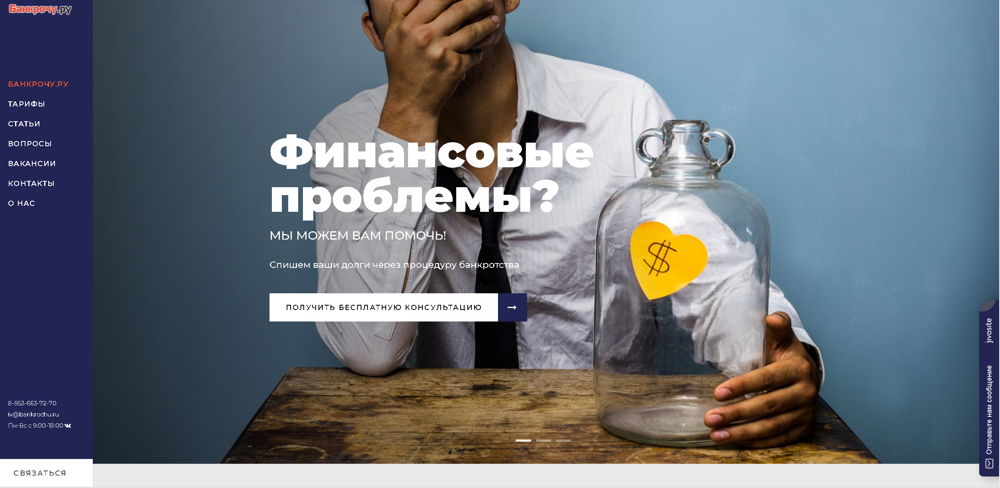 Банкрочу.ру
БАНКРОЧУ.РУ
ТАРИФЫ
СТАТЬИ
ВОПРОСЫ
ВАКАНСИИ
КОНТАКТЫ
О НАС
8-953-663-72-70
iv@bankrochu.ru
Пн-Вс с 9:00-18:00
СВЯЗАТЬСЯ
Финансовые
проблемы?
МЫ МОЖЕМ ВАМ ПОМОЧЬ!
Спишем ваши долги через процедуру банкротства
ПОЛУЧИТЬ БЕСПЛАТНУЮ КОНСУЛЬТАЦИЮ
$
Отправьте нам сообщение
jivosite